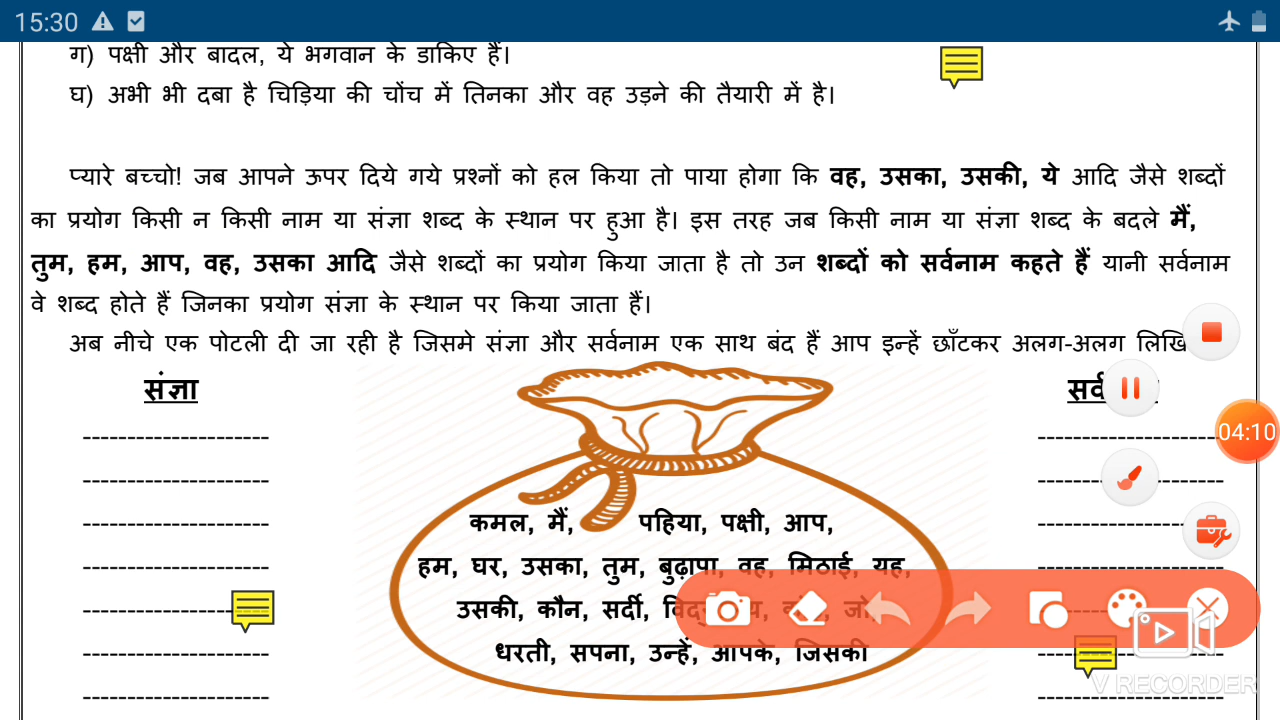 15:30
ग) पक्षी और बादल, ये भगवान के डाकिए हैं।
घ) अभी भी दबा है चिड़िया की चोंच में तिनका और वह उड़ने की तैयारी में है।
प्यारे बच्चो! जब आपने ऊपर दिये गये प्रश्नों को हल किया तो पाया होगा कि वह, उसका, उसकी, ये आदि जैसे शब्दों
का प्रयोग किसी न किसी नाम या संज्ञा शब्द के स्थान पर हुआ है। इस तरह जब किसी नाम या संज्ञा शब्द के बदले मैं,
तुम, हम, आप, वह, उसका आदि जैसे शब्दों का प्रयोग किया जाता है तो उन शब्दों को सर्वनाम कहते हैं यानी सर्वनाम
वे शब्द होते हैं जिनका प्रयोग संज्ञा के स्थान पर किया जाता हैं।
अब नीचे एक पोटली दी जा रही है जिसमे संज्ञा और सर्वनाम एक साथ बंद हैं आप इन्हें छाँटकर अलग-अलग
संज्ञा
04:10
कमल, मैं, पहिया, पक्षी, आप,
हम, घर, उसका, तुम, बुढ़ापा, वह, मिठाई, यह,
उसकी, कौन, सर्दी, जो,
धरती, सपना, उन्हें, आपके, जिसकी
V RECORDER